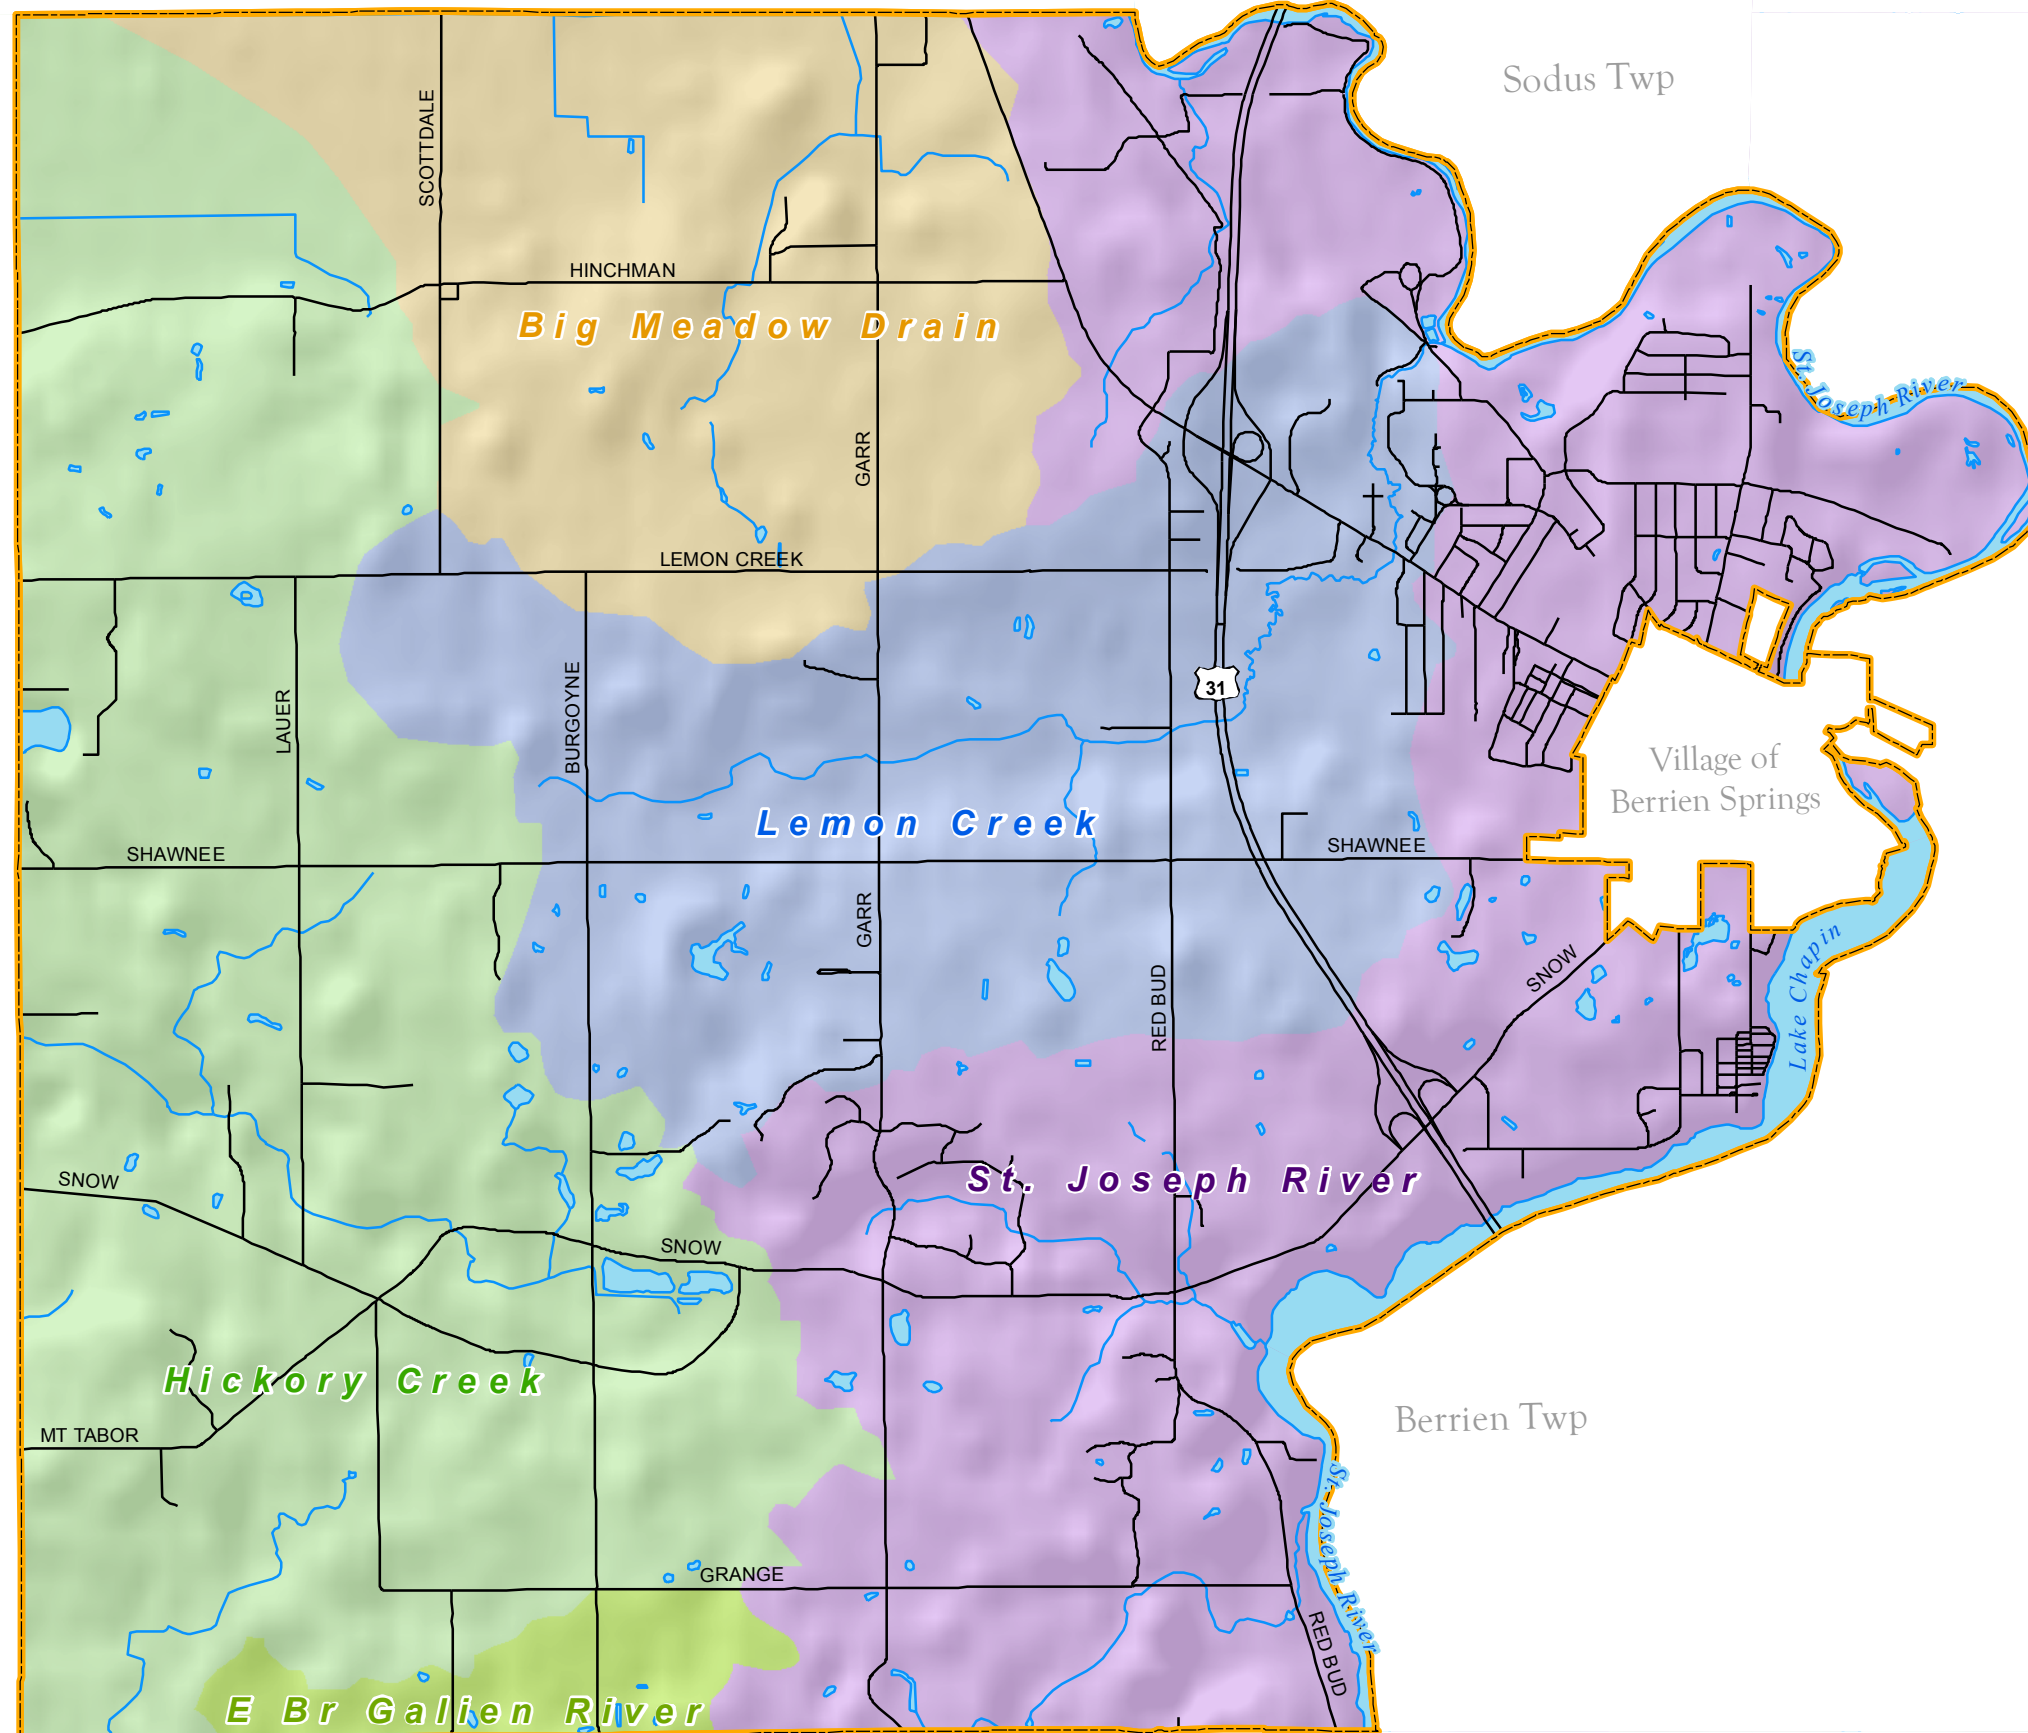 Sodus Twp
SCOTTDALE
HINCHMAN
Big Meadow Drain
St. Joseph River
GARR
LEMON CREEK
BURGOYNE
31
LAUER
Village of
Berrien Springs
Lemon Creek
SHAWNEE
SHAWNEE
GARR
RED BUD
SNOW
Lake Chapin
SNOW
St. Joseph River
SNOW
Hickory Creek
Berrien Twp
MT TABOR
St. Joseph River
GRANGE
RED BUD
E Br Galien River